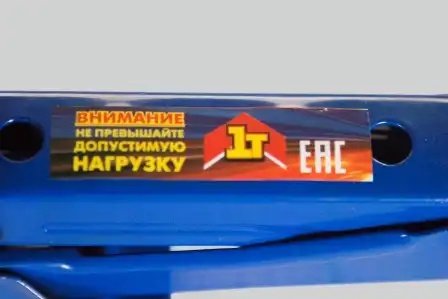 ВНИМАНИЕ
НЕ ПРЕВЫШАЙТЕ
ДОПУСТИМУЮ
НАГРУЗКУ
1т
EAC